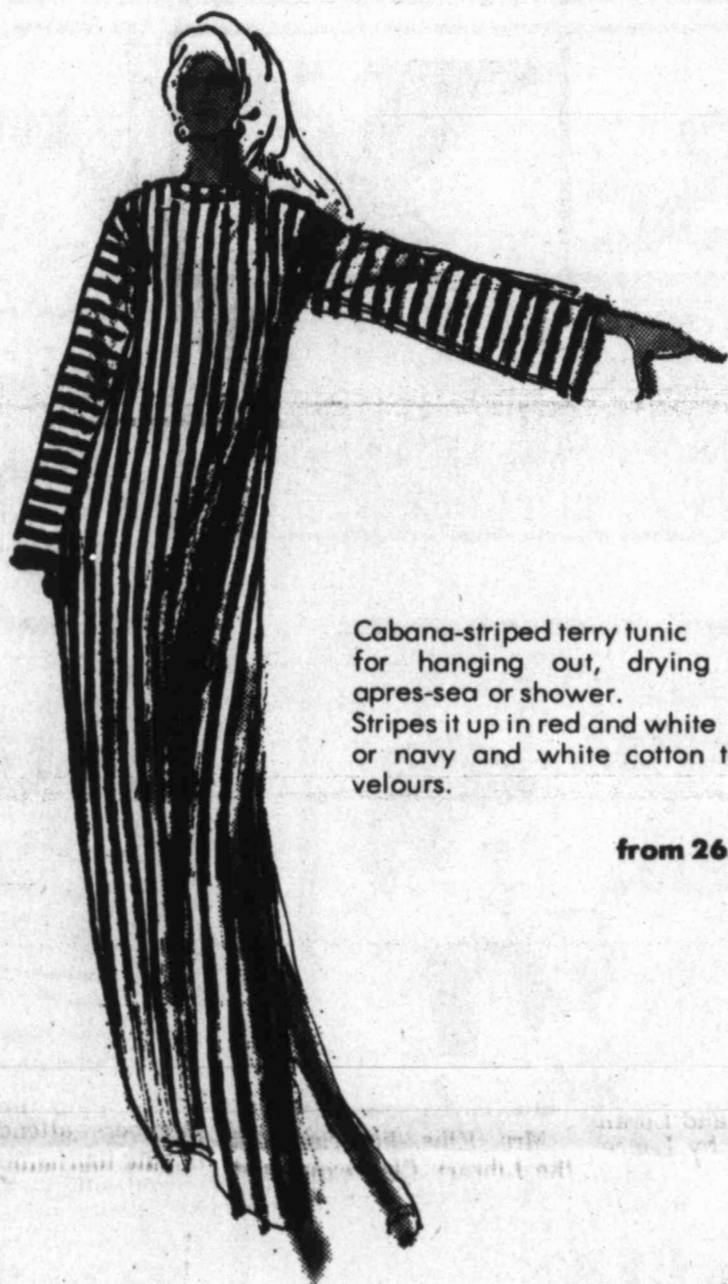 Cabana-striped terry tunic
for hanging out, drying
apres-sea or shower.
Stripes it up in red and white
or navy and white cotton t
velours.
from 26